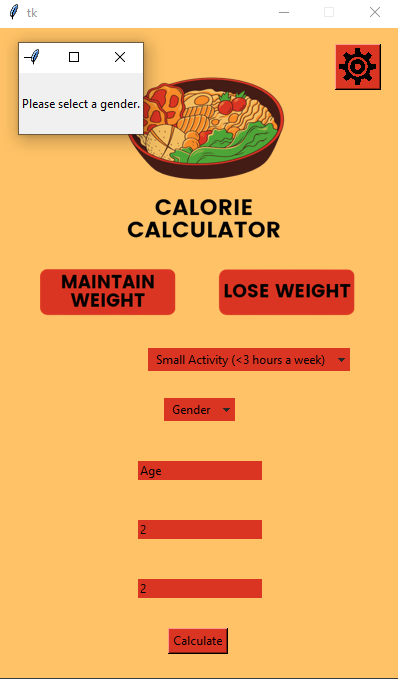 tk
Please select a gender.
CALORIE
CALCULATOR
MAINTAIN
WEIGHT
LOSE WEIGHT
Small Activity (<3 hours a week)
Gender
Age
2
2
Calculate